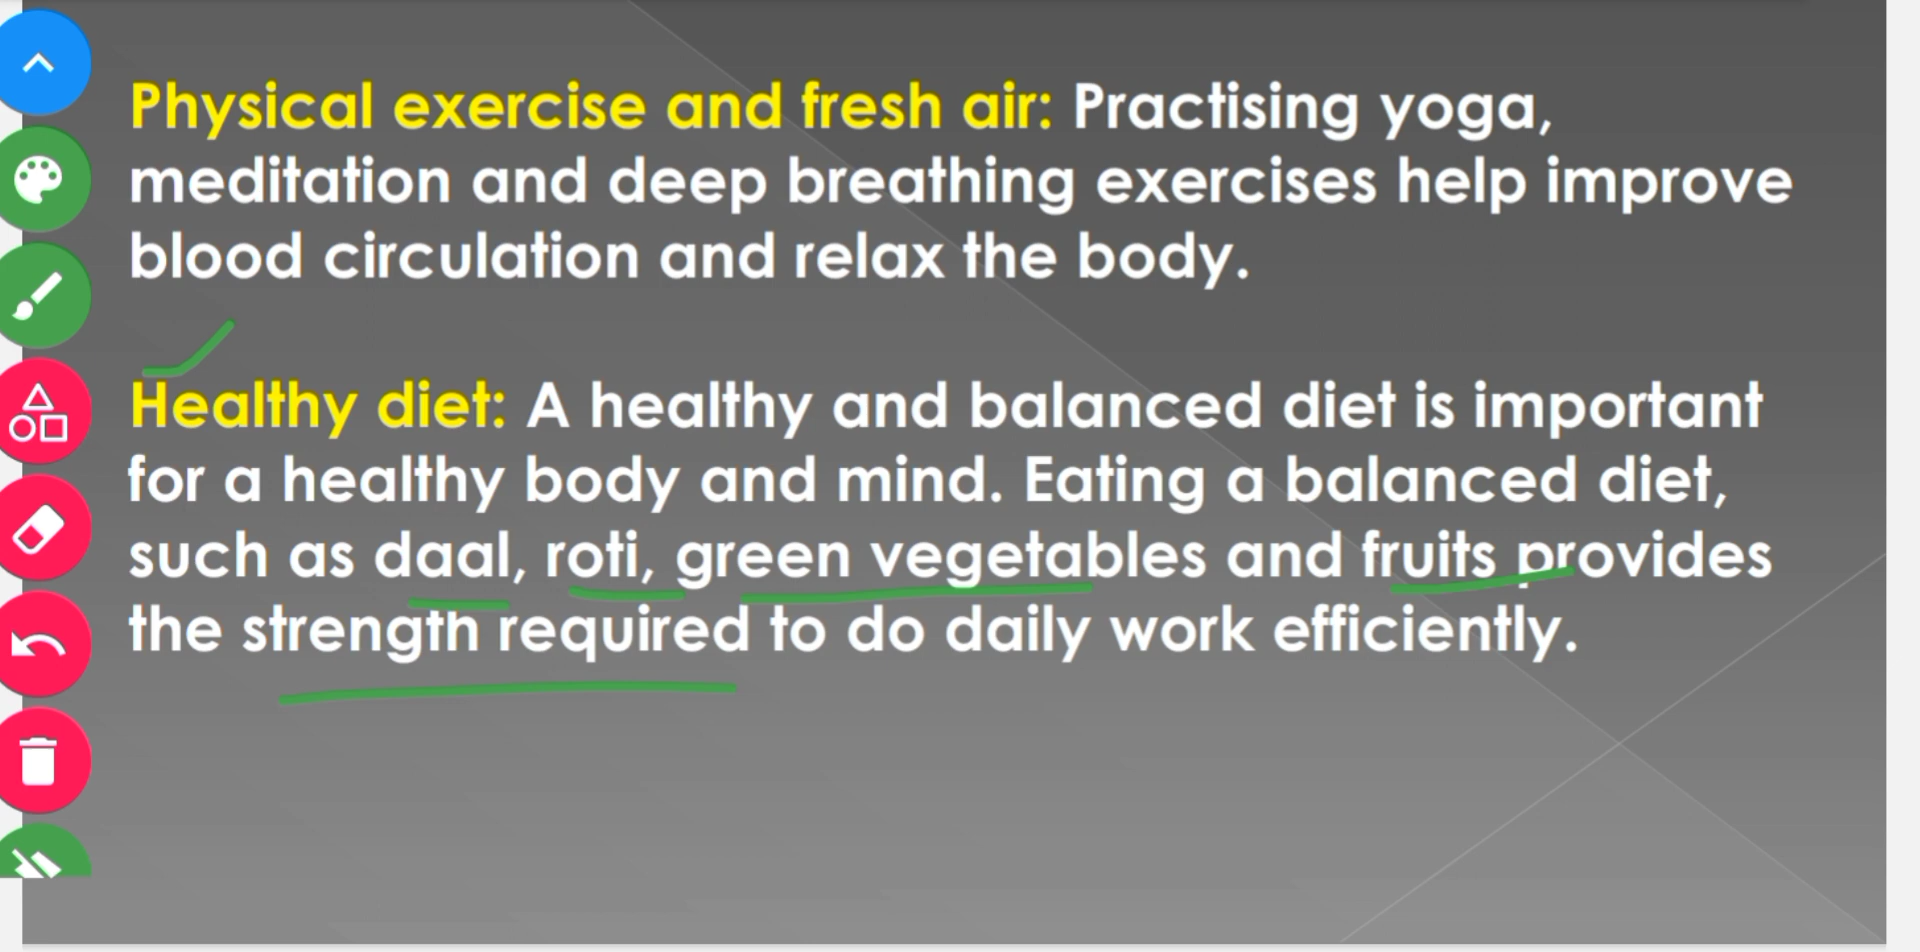 Physical exercise and fresh air: Practising yoga,
meditation and deep breathing exercises help improve
blood circulation and relax the body.
Healthy diet: A healthy and balanced diet is important
for a healthy body and mind. Eating a balanced diet,
such as daal, roti, green vegetables and fruits provides
the strength required to do daily work efficiently.